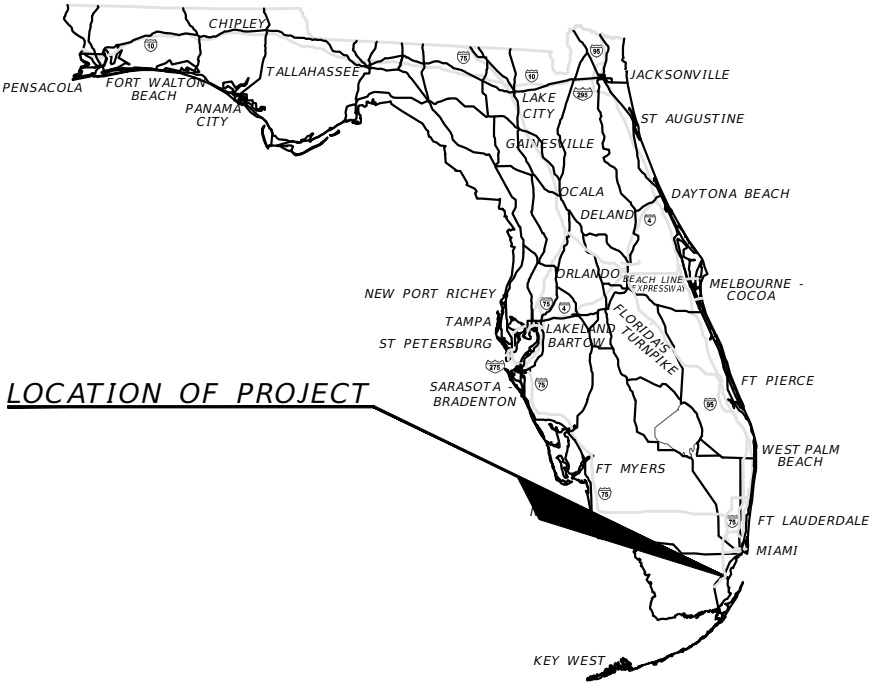 CHIPLEY
10
75
95
PENSACOLA
FORT WALTON
BEACH
TALLAHASSEE
10
JACKSONVILLE
PANAMA
CITY
LAKE
CITY
295
ST AUGUSTINE
GAINESVILLE
OCALA
DAYTONA BEACH
DELAND
4
ORLANDO
BEACH LINE
EXPRESSWAY
MELBOURNE -
COCOA
NEW PORT RICHEY
75
4
TAMPA
LAKELAND
ST PETERSBURG
BARTOW
FLORIDA'S
TURNPIKE
275
SARASOTA -
BRADENTON
75
FT PIERCE
LOCATION OF PROJECT
95
WEST PALM
BEACH
FT MYERS
75
75
FT LAUDERDALE
MIAMI
KEY WEST